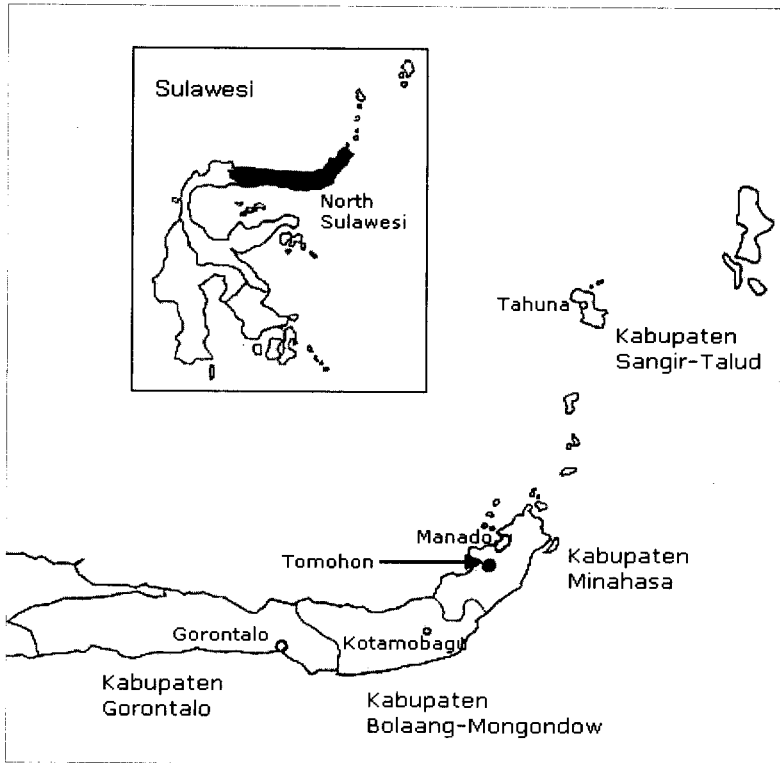 Sulawesi
North
Sulawesi
Tahuna
Kabupaten
Sangir-Talud
Manado
Tomohon
Kabupaten
Minahasa
Gorontalo
Kotamobagu
Kabupaten
Gorontalo
Kabupaten
Bolaang-Mongondow